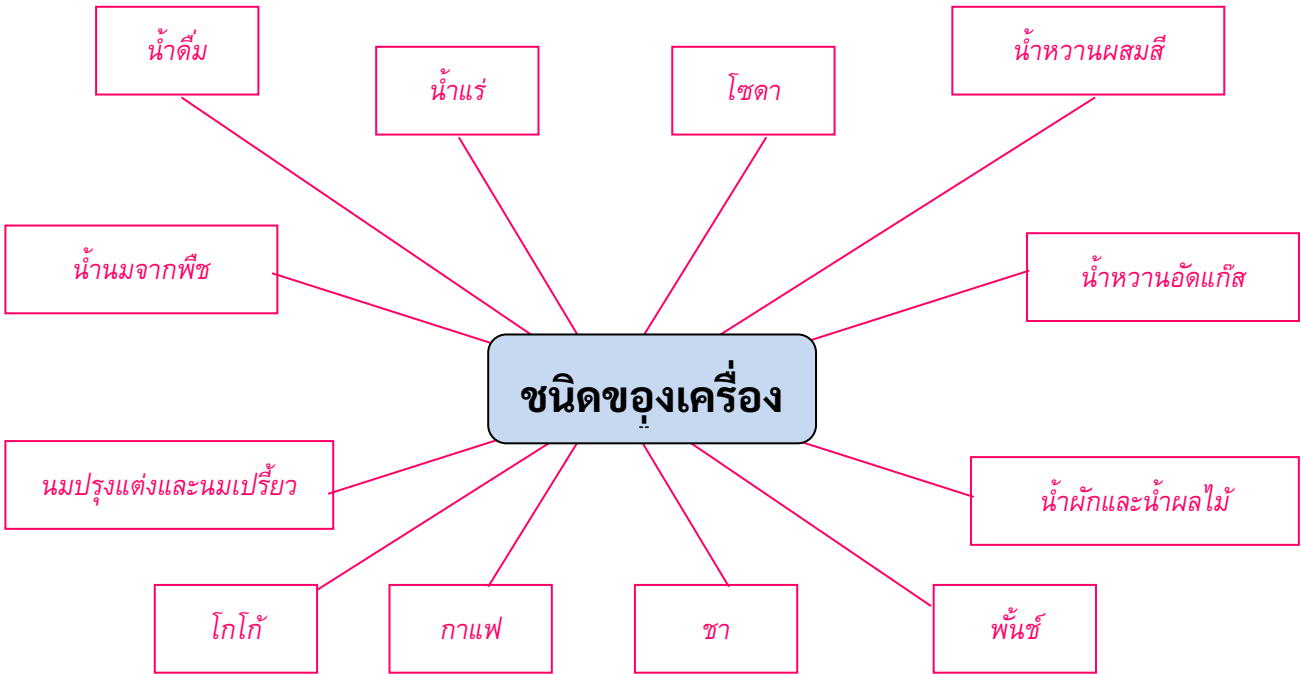 น้ำดื่ม
น้ำแร่
โซดา
น้ำหวานผสมสี
น้ำนมจากพืช
น้ำหวานอัดแก๊ส
ชนิดของเครื่อง
นมปรุงแต่งและนมเปรี้ยว
น้ำผักและน้ำผลไม้
โกโก้
กาแฟ
ชา
พั้นช์